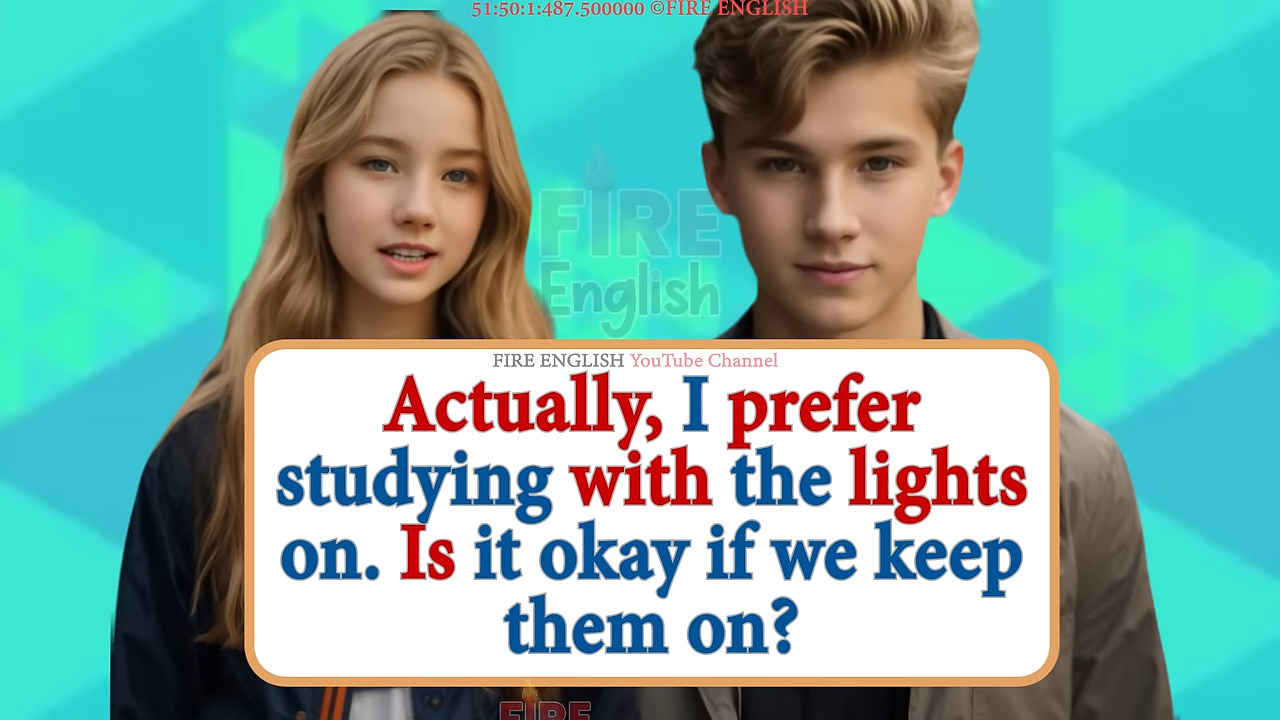 51:50:1:487.500000 ©FIRE ENGLISH
FIRE
English
FIRE ENGLISH YouTube Channel
Actually, I prefer
studying with the lights
on. Is it okay if we keep
them on?
FIRE